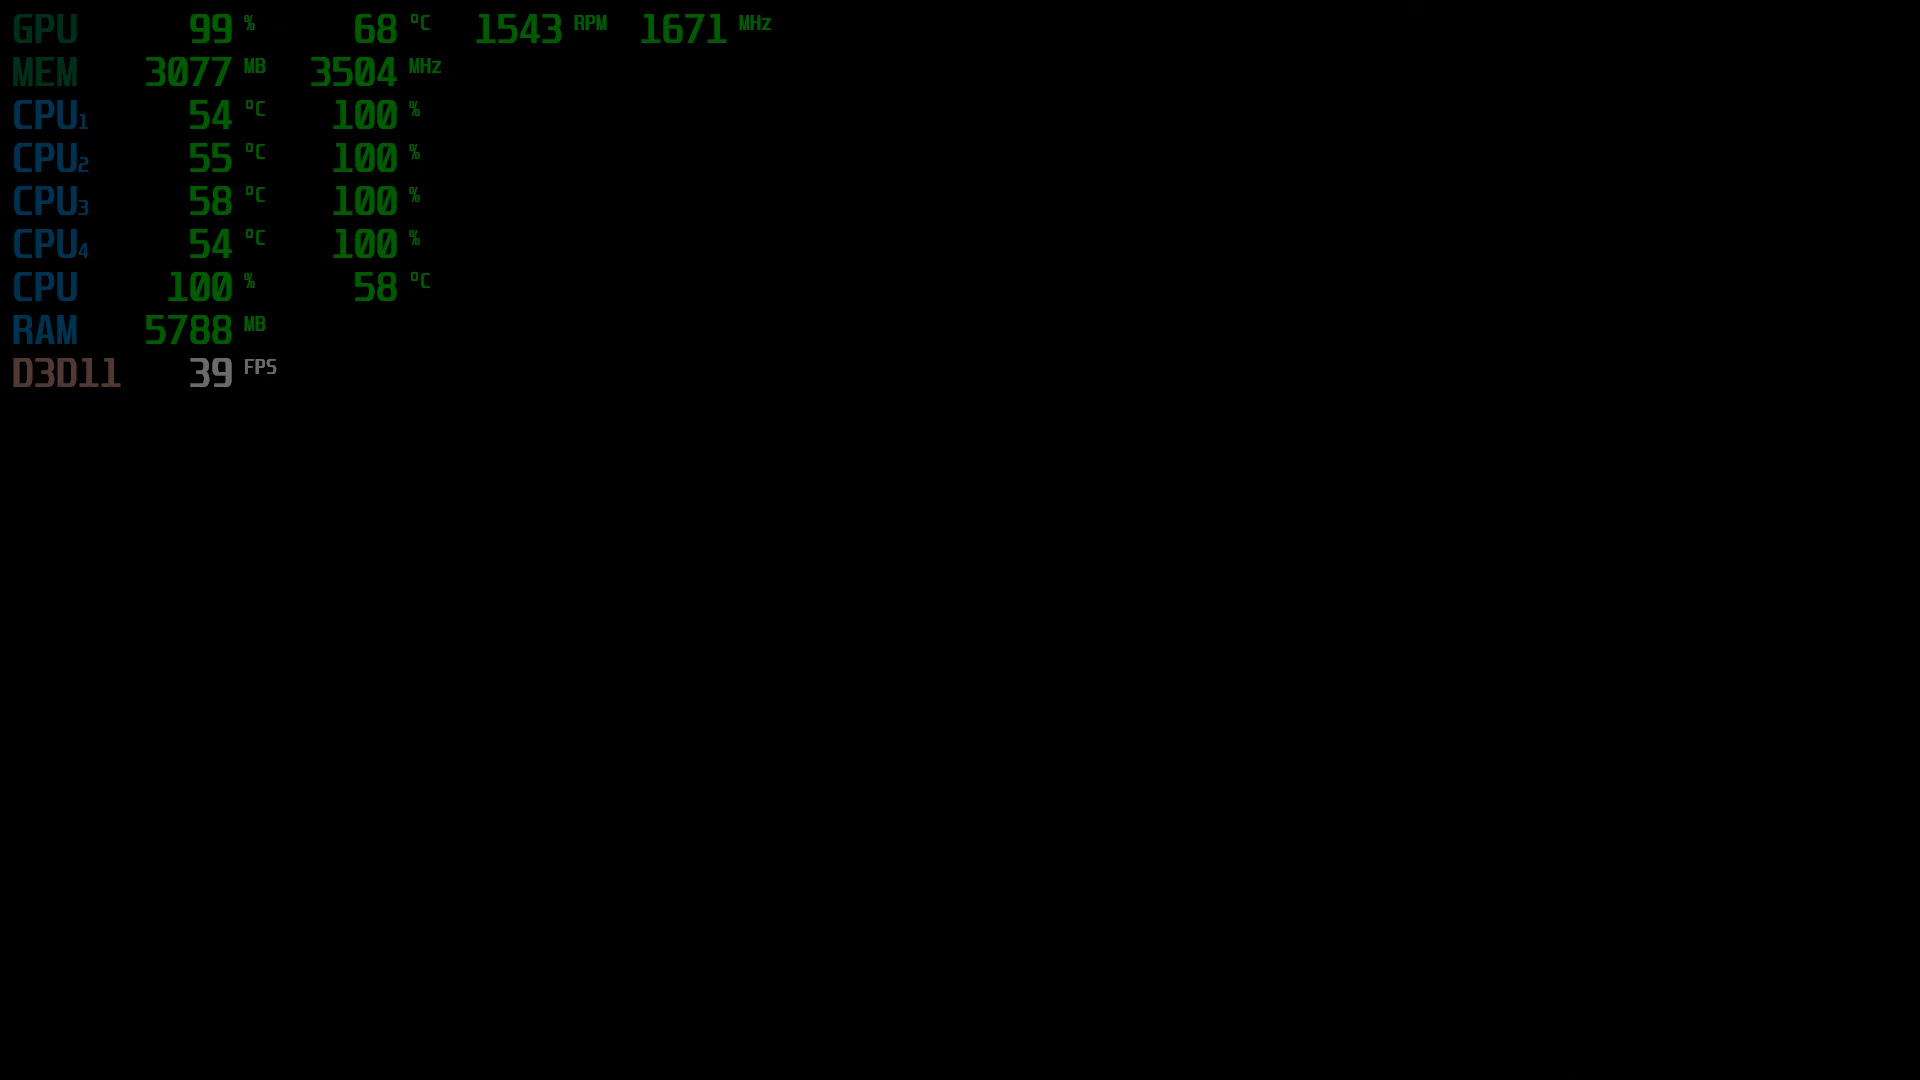 GPU 99 % 68 °C 1543 RPM 1671 MHz
MEM 3077 MB 3504 MHz
CPU1 54 °C 100 %
CPU2 55 °C 100 %
CPU3 58 °C 100 %
CPU4 54 °C 100 %
CPU 100 % 58 °C
RAM 5788 MB
D3D11 39 FPS